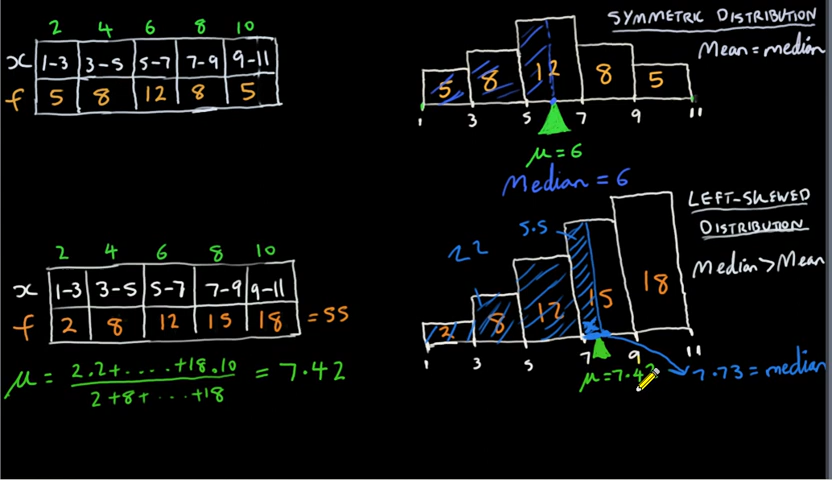 2 4 6 8 10
x 1-3 3-5 5-7 7-9 9-11
f 5 8 12 8 5
SYMMETRIC DISTRIBUTION
Mean = median
5 8 12 8 5
1 3 5 7 9 11
μ = 6
Median = 6
2 4 6 8 10
x 1-3 3-5 5-7 7-9 9-11
f 2 8 12 15 18 = 55
μ = 2.2+....+18.10 / 2+8+...+18 = 7.42
LEFT-SKEWED
DISTRIBUTION
Median > Mean
22 5.5
2 8 12 15 18
1 3 5 7 9 11
μ = 7.42 7.73 = median